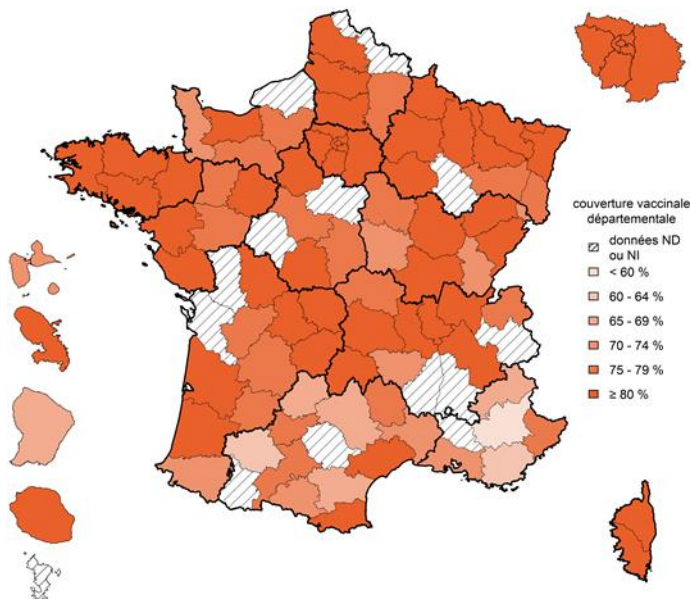 couverture vaccinale
départementale
données ND
ou NI
< 60 %
60 - 64 %
65 - 69 %
70 - 74 %
75 - 79 %
≥ 80 %